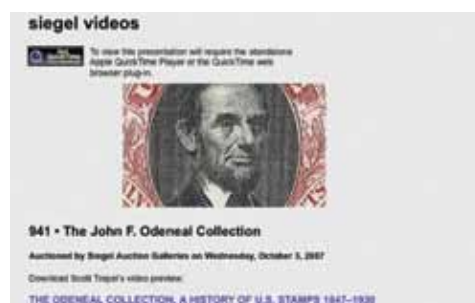 siegel videos
To view this presentation will require the standalone
Apple QuickTime Player or the QuickTime web
browser plug-in.
941 • The John F. Odeneal Collection
Auctioned by Siegel Auction Galleries on Wednesday, October 3, 2007
Download Scott Trepel's video preview:
THE ODENEAL COLLECTION, A HISTORY OF U.S. STAMPS 1847–1930